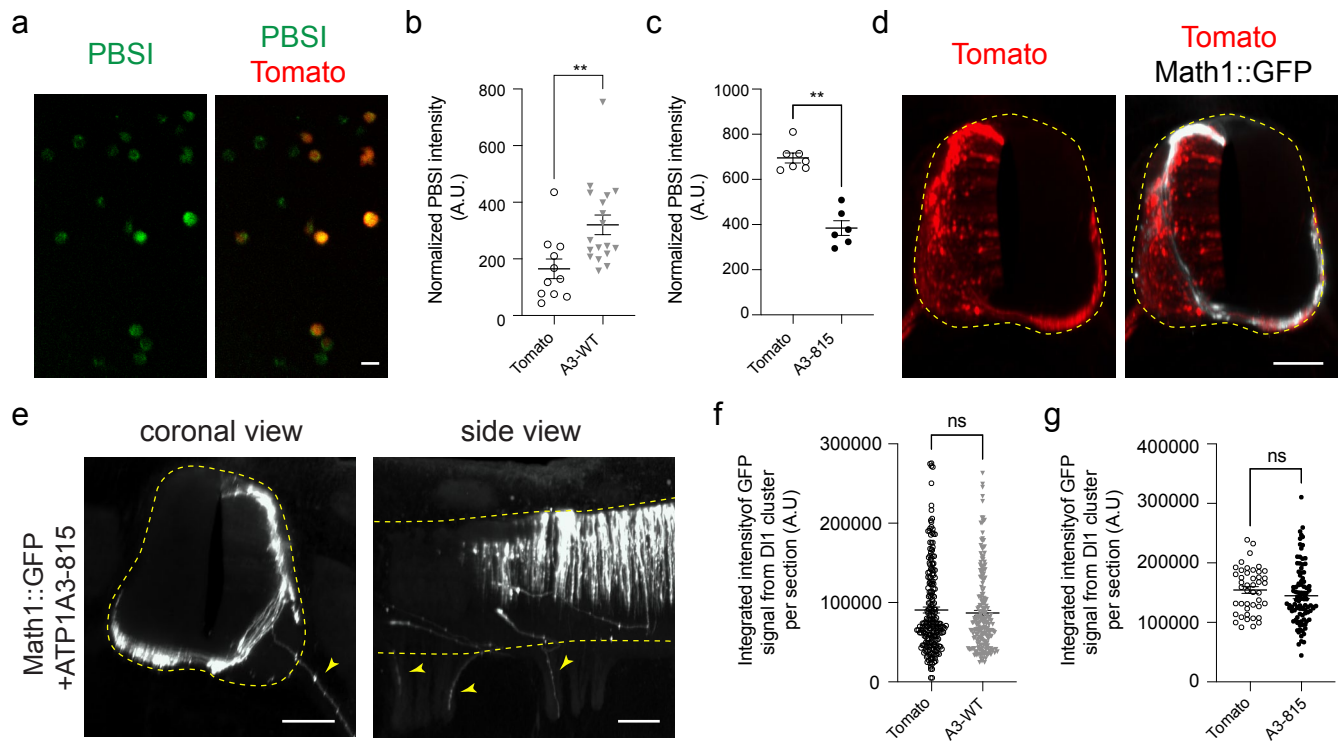 a
PBSI
PBSI
Tomato
b
Normalized PBSI intensity
(A.U.)
800
600
400
200
0
**
Tomato
A3-WT
c
Normalized PBSI intensity
(A.U.)
1000
800
600
400
200
0
**
Tomato
A3-815
d
Tomato
Tomato
Math1::GFP
e
Math1::GFP
+ATP1A3-815
coronal view
side view
f
Integrated intensityof GFP
signal from DI1 cluster
per section (A.U)
300000
200000
100000
0
ns
Tomato
A3-WT
g
Integrated intensity of GFP
signal from DI1 cluster
per section (A.U)
400000
300000
200000
100000
0
ns
Tomato
A3-815